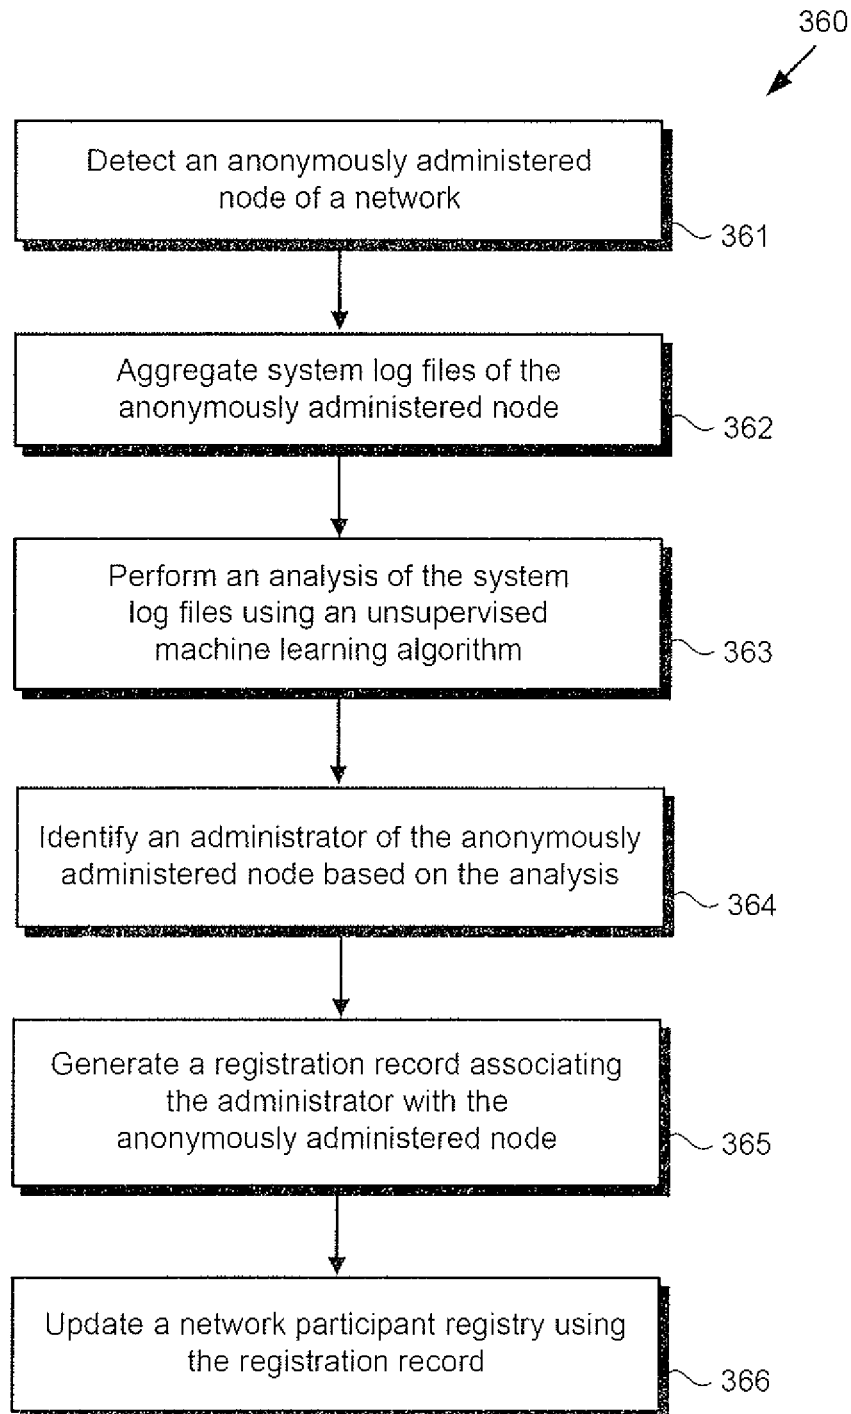 360
Detect an anonymously administered
node of a network
361
Aggregate system log files of the
anonymously administered node
362
Perform an analysis of the system
log files using an unsupervised
machine learning algorithm
363
Identify an administrator of the anonymously
administered node based on the analysis
364
Generate a registration record associating
the administrator with the
anonymously administered node
365
Update a network participant registry using
the registration record
366